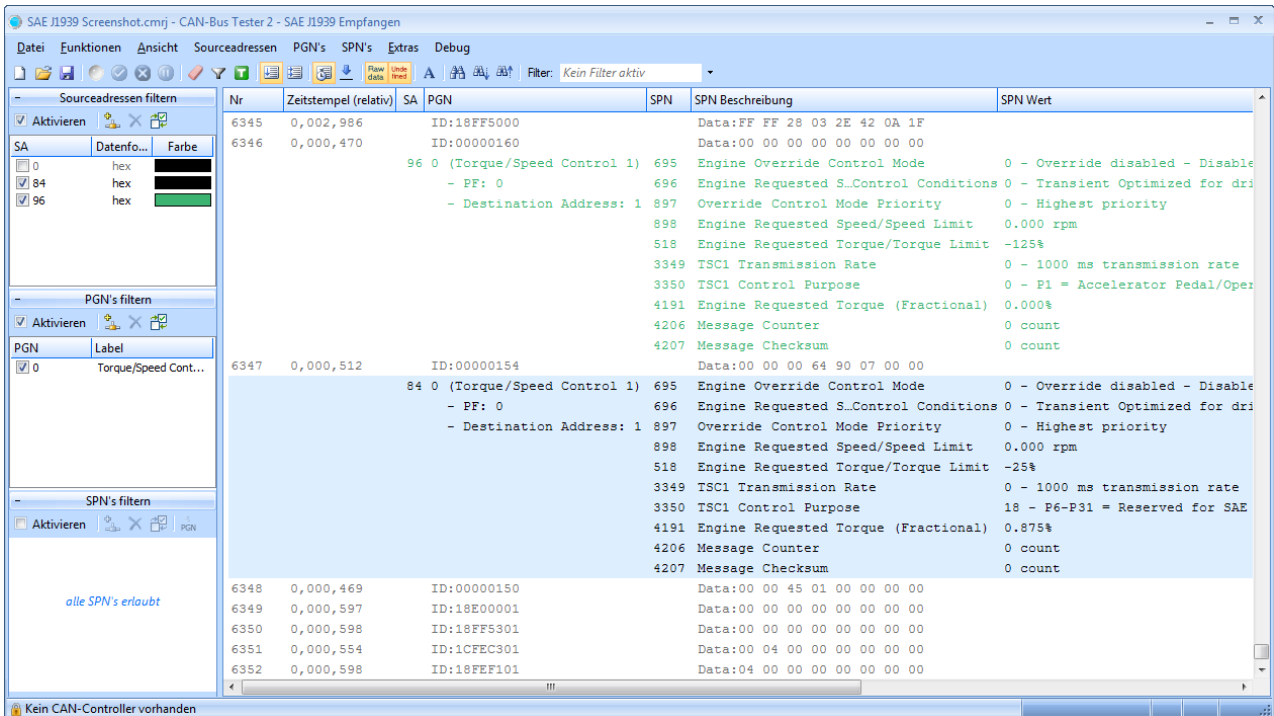 SAE J1939 Screenshot.cmrj - CAN-Bus Tester 2 - SAE J1939 Empfangen
Datei Funktionen Ansicht Sourceadressen PGN's SPN's Extras Debug
Raw data Unde fined A Filter: Kein Filter aktiv
Sourceadressen filtern
Aktivieren
SA Datenfo... Farbe
0 hex
84 hex
96 hex
PGN's filtern
Aktivieren
PGN Label
0 Torque/Speed Cont...
SPN's filtern
Aktivieren PGN
alle SPN's erlaubt
Nr Zeitstempel (relativ) SA PGN SPN SPN Beschreibung SPN Wert
6345 0,002,986 ID:18FF5000 Data:FF FF 28 03 2E 42 0A 1F
6346 0,000,470 ID:00000160 Data:00 00 00 00 00 00 00 00
96 0 (Torque/Speed Control 1) 695 Engine Override Control Mode 0 - Override disabled - Disable
- PF: 0 696 Engine Requested S…Control Conditions 0 - Transient Optimized for dri
- Destination Address: 1 897 Override Control Mode Priority 0 - Highest priority
898 Engine Requested Speed/Speed Limit 0.000 rpm
518 Engine Requested Torque/Torque Limit -125%
3349 TSC1 Transmission Rate 0 - 1000 ms transmission rate
3350 TSC1 Control Purpose 0 - P1 = Accelerator Pedal/Oper
4191 Engine Requested Torque (Fractional) 0.000%
4206 Message Counter 0 count
4207 Message Checksum 0 count
6347 0,000,512 ID:00000154 Data:00 00 00 64 90 07 00 00
84 0 (Torque/Speed Control 1) 695 Engine Override Control Mode 0 - Override disabled - Disable
- PF: 0 696 Engine Requested S…Control Conditions 0 - Transient Optimized for dri
- Destination Address: 1 897 Override Control Mode Priority 0 - Highest priority
898 Engine Requested Speed/Speed Limit 0.000 rpm
518 Engine Requested Torque/Torque Limit -25%
3349 TSC1 Transmission Rate 0 - 1000 ms transmission rate
3350 TSC1 Control Purpose 18 - P6-P31 = Reserved for SAE
4191 Engine Requested Torque (Fractional) 0.875%
4206 Message Counter 0 count
4207 Message Checksum 0 count
6348 0,000,469 ID:00000150 Data:00 00 45 01 00 00 00 00
6349 0,000,597 ID:18E00001 Data:00 00 00 00 00 00 00 00
6350 0,000,598 ID:18FF5301 Data:00 00 00 00 00 00 00 00
6351 0,000,554 ID:1CFEC301 Data:00 04 00 00 00 00 00 00
6352 0,000,598 ID:18FEF101 Data:04 00 00 00 00 00 00 00
Kein CAN-Controller vorhanden